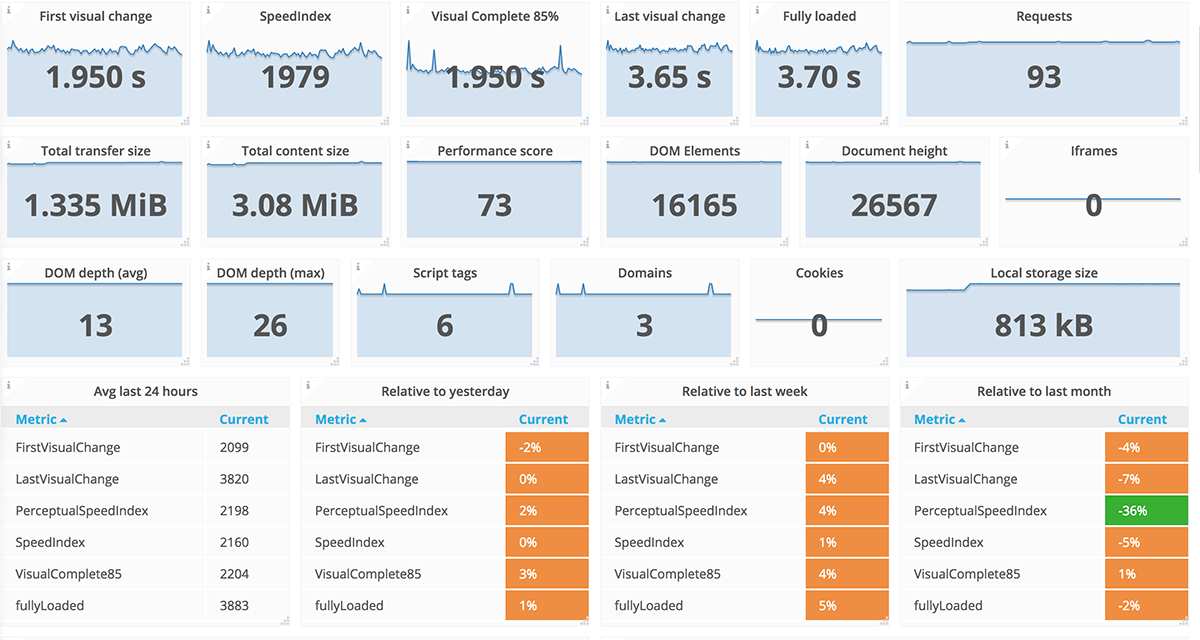 First visual change SpeedIndex Visual Complete 85% Last visual change Fully loaded Requests
1.950 s 1979 1.950 s 3.65 s 3.70 s 93
Total transfer size Total content size Performance score DOM Elements Document height Iframes
1.335 MiB 3.08 MiB 73 16165 26567 0
DOM depth (avg) DOM depth (max) Script tags Domains Cookies Local storage size
13 26 6 3 0 813 kB
Avg last 24 hours Relative to yesterday Relative to last week Relative to last month
Metric Current Metric Current Metric Current Metric Current
FirstVisualChange 2099 FirstVisualChange -2% FirstVisualChange 0% FirstVisualChange -4%
LastVisualChange 3820 LastVisualChange 0% LastVisualChange 4% LastVisualChange -7%
PerceptualSpeedIndex 2198 PerceptualSpeedIndex 2% PerceptualSpeedIndex 4% PerceptualSpeedIndex -36%
SpeedIndex 2160 SpeedIndex 0% SpeedIndex 1% SpeedIndex -5%
VisualComplete85 2204 VisualComplete85 3% VisualComplete85 4% VisualComplete85 1%
fullyLoaded 3883 fullyLoaded 1% fullyLoaded 5% fullyLoaded -2%